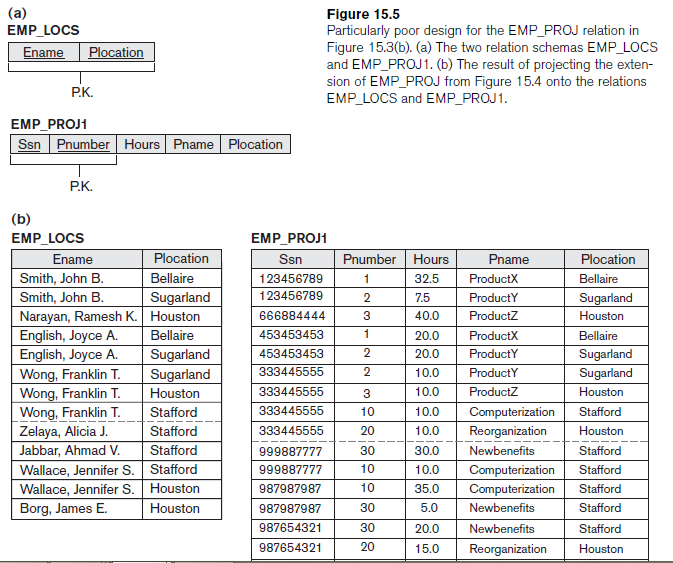 (a)
EMP_LOCS
Ename Plocation
P.K.
Figure 15.5
Particularly poor design for the EMP_PROJ relation in
Figure 15.3(b). (a) The two relation schemas EMP_LOCS
and EMP_PROJ1. (b) The result of projecting the exten-
sion of EMP_PROJ from Figure 15.4 onto the relations
EMP_LOCS and EMP_PROJ1.
EMP_PROJ1
Ssn Pnumber Hours Pname Plocation
P.K.
(b)
EMP_LOCS
Ename Plocation
Smith, John B. Bellaire
Smith, John B. Sugarland
Narayan, Ramesh K. Houston
English, Joyce A. Bellaire
English, Joyce A. Sugarland
Wong, Franklin T. Sugarland
Wong, Franklin T. Houston
Wong, Franklin T. Stafford
Zelaya, Alicia J. Stafford
Jabbar, Ahmad V. Stafford
Wallace, Jennifer S. Stafford
Wallace, Jennifer S. Houston
Borg, James E. Houston
EMP_PROJ1
Ssn Pnumber Hours Pname Plocation
123456789 1 32.5 ProductX Bellaire
123456789 2 7.5 ProductY Sugarland
666884444 3 40.0 ProductZ Houston
453453453 1 20.0 ProductX Bellaire
453453453 2 20.0 ProductY Sugarland
333445555 2 10.0 ProductY Sugarland
333445555 3 10.0 ProductZ Houston
333445555 10 10.0 Computerization Stafford
333445555 20 10.0 Reorganization Houston
999887777 30 30.0 Newbenefits Stafford
999887777 10 10.0 Computerization Stafford
987987987 10 35.0 Computerization Stafford
987987987 30 5.0 Newbenefits Stafford
987654321 30 20.0 Newbenefits Stafford
987654321 20 15.0 Reorganization Houston